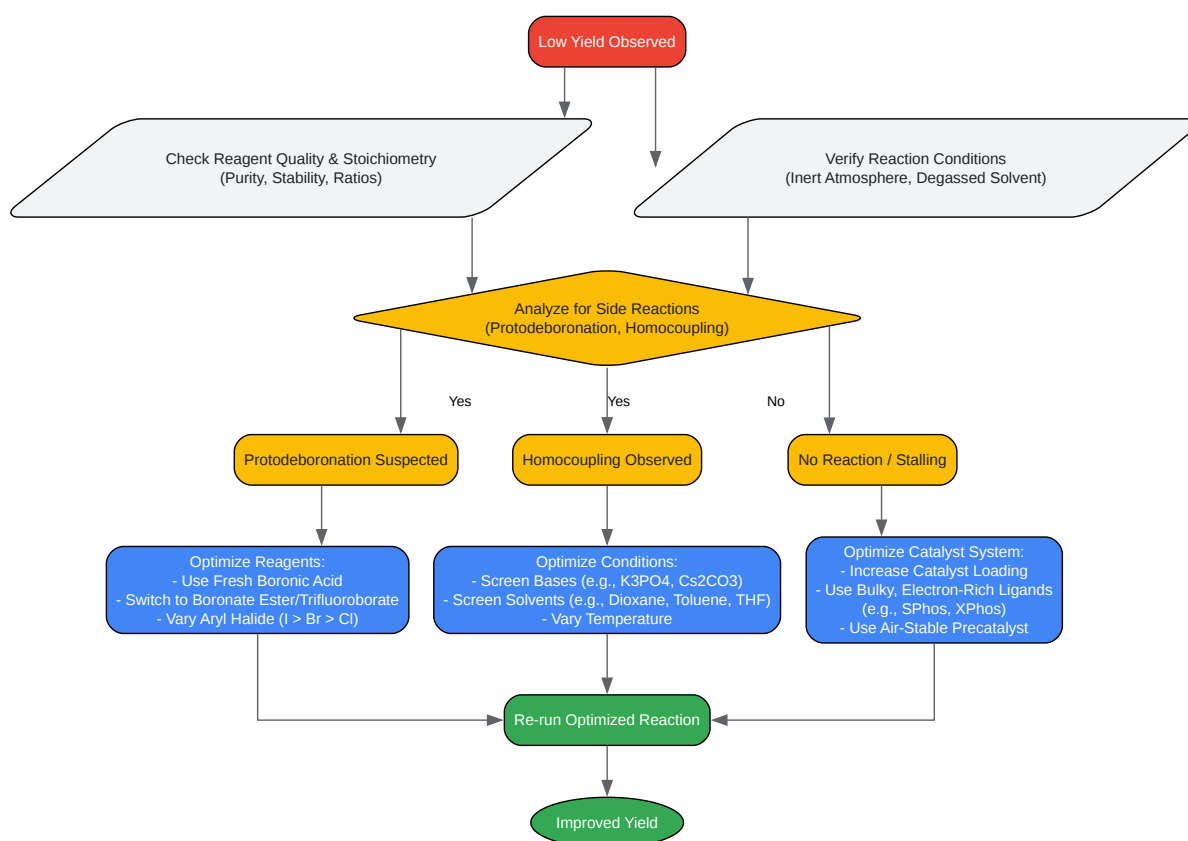 Low Yield Observed
Check Reagent Quality & Stoichiometry
(Purity, Stability, Ratios)
Verify Reaction Conditions
(Inert Atmosphere, Degassed Solvent)
Analyze for Side Reactions
(Protodeboronation, Homocoupling)
Yes
Yes
No
Protodeboronation Suspected
Homocoupling Observed
No Reaction / Stalling
Optimize Reagents:
- Use Fresh Boronic Acid
- Switch to Boronate Ester/Trifluoroborate
- Vary Aryl Halide (I > Br > Cl)
Optimize Conditions:
- Screen Bases (e.g., K3PO4, Cs2CO3)
- Screen Solvents (e.g., Dioxane, Toluene, THF)
- Vary Temperature
Optimize Catalyst System:
- Increase Catalyst Loading
- Use Bulky, Electron-Rich Ligands
(e.g., SPhos, XPhos)
- Use Air-Stable Precatalyst
Re-run Optimized Reaction
Improved Yield